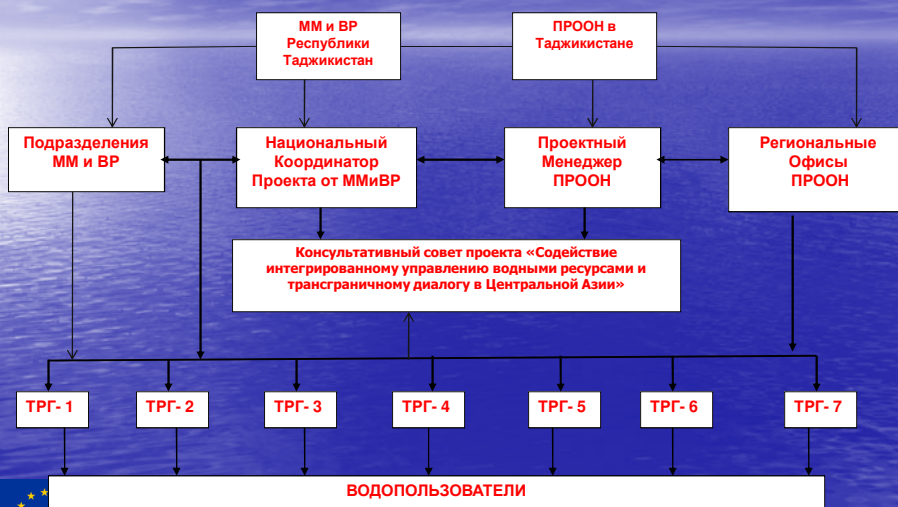 ММ и ВР
Республики
Таджикистан
ПРООН в
Таджикистане
Подразделения
ММ и ВР
Национальный
Координатор
Проекта от ММиВР
Проектный
Менеджер
ПРООН
Региональные
Офисы
ПРООН
Консультативный совет проекта «Содействие
интегрированному управлению водными ресурсами и
трансграничному диалогу в Центральной Азии»
ТРГ- 1
ТРГ- 2
ТРГ- 3
ТРГ- 4
ТРГ- 5
ТРГ- 6
ТРГ- 7
ВОДОПОЛЬЗОВАТЕЛИ